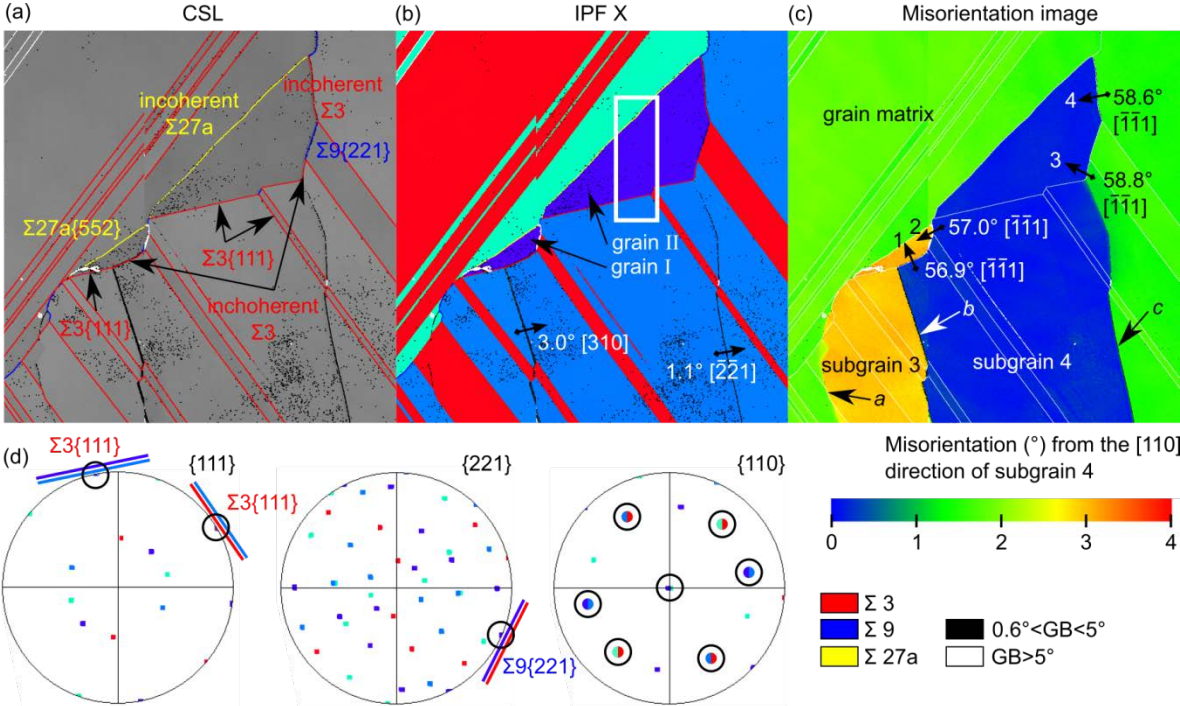 (a) CSL
(b) IPF X
(c) Misorientation image
incoherent
Σ27a
incoherent
Σ3
Σ9{221}
Σ27a{552}
Σ3{111}
Σ3{111}
inchoherent
Σ3
grain II
grain I
3.0° [310]
1.1° [2̄2̄1]
grain matrix
4
58.6°
[1̄1̄1]
3
58.8°
[1̄1̄1]
2
57.0° [1̄1̄1]
1
56.9° [1̄1̄1]
b
c
subgrain 3
subgrain 4
a
(d)
Σ3{111}
{111}
Σ3{111}
{221}
Σ9{221}
{110}
Misorientation (°) from the [110]
direction of subgrain 4
0 1 2 3 4
Σ 3
Σ 9
Σ 27a
0.6°<GB<5°
GB>5°